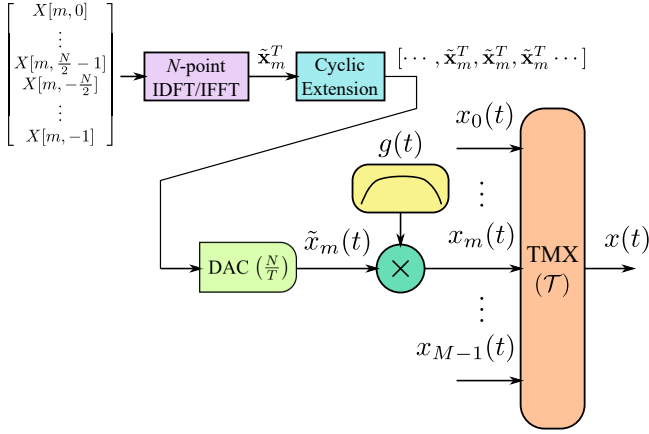 X[m, 0]
⋮
X[m, N/2 − 1]
X[m, −N/2]
⋮
X[m, −1]
N-point
IDFT/IFFT
x̃_m^T
Cyclic
Extension
[⋯ , x̃_m^T, x̃_m^T, x̃_m^T ⋯]
g(t)
x_0(t)
⋮
DAC (N/T)
x̃_m(t)
×
x_m(t)
TMX
(𝒯)
x(t)
⋮
x_{M−1}(t)